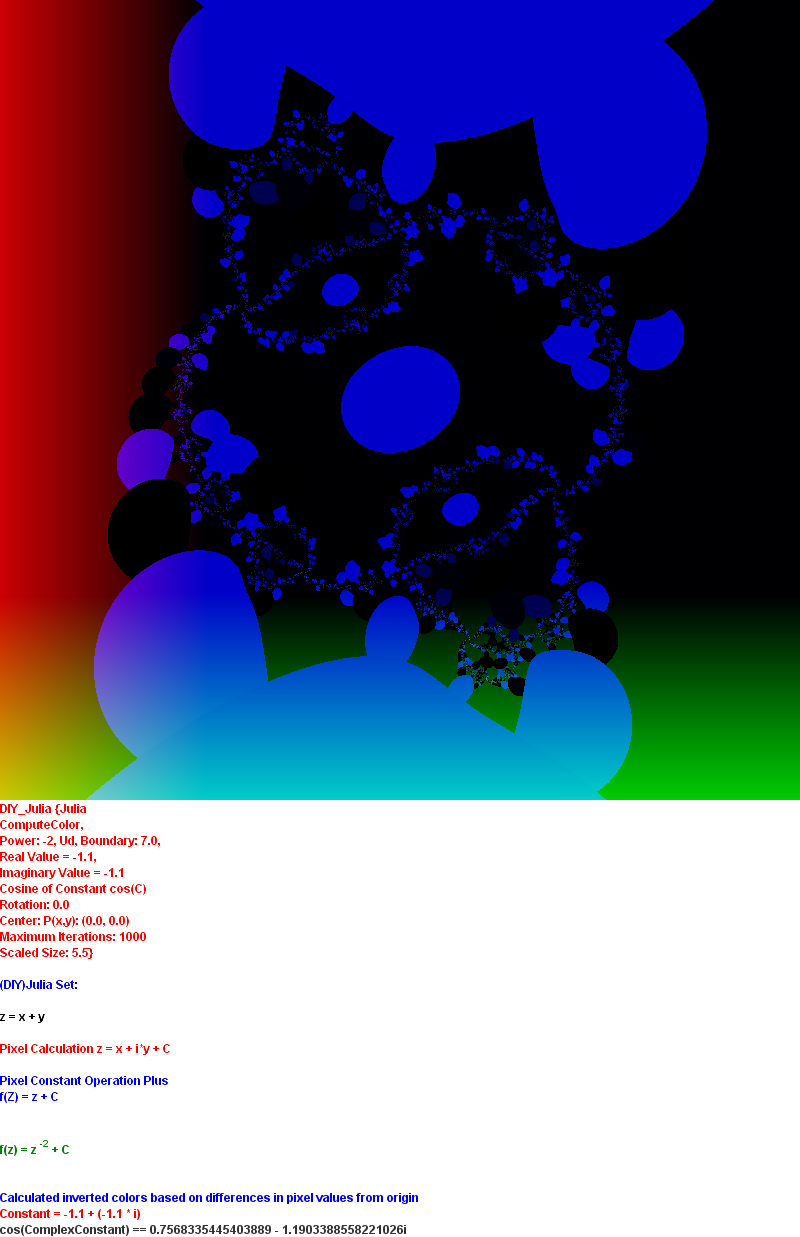 DIY_Julia {Julia
ComputeColor,
Power: -2, Ud, Boundary: 7.0,
Real Value = -1.1,
Imaginary Value = -1.1
Cosine of Constant cos(C)
Rotation: 0.0
Center: P(x,y): (0.0, 0.0)
Maximum Iterations: 1000
Scaled Size: 5.5}
(DIY)Julia Set:
z = x + y
Pixel Calculation z = x + i*y + C
Pixel Constant Operation Plus
f(Z) = z + C
f(z) = z -2 + C
Calculated inverted colors based on differences in pixel values from origin
Constant = -1.1 + (-1.1 * i)
cos(ComplexConstant) == 0.7568335445403889 - 1.1903388558221026i